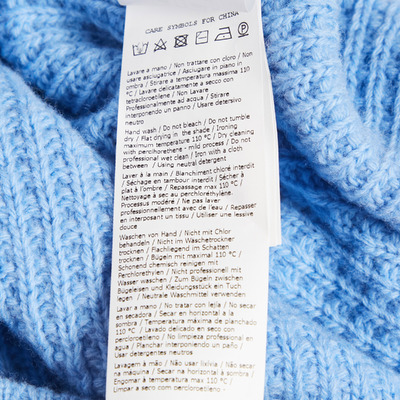 CARE SYMBOLS FOR CHINA
Lavare a mano / Non trattare con cloro / Non
usare asciugatrice / Asciugare in piano in
ombra / Stirare a temperatura massima 110
°C / Lavare delicatamente a secco con
tetracloroetilene / Non Lavare
Professionalmente ad acqua / Stirare
interponendo un panno / Usare detersivo
neutro
Hand wash / Do not bleach / Do not tumble
dry / Flat drying in the shade / Ironing
maximum temperature 110 °C / Dry cleaning
with perclorethene - mild process / Do not
professional wet clean / Iron with a cloth
between / Using neutral detergent
Laver à la main / Blanchiment chloré interdit
/ Séchage en tambour interdit / Sécher à
plat à l'ombre / Repassage max 110 °C /
Nettoyage à sec au perchloréthylène.
Processus modéré / Ne pas laver
professionnellement avec de l'eau / Repasser
en interposant un tissu / Utiliser une lessive
douce
Waschen von Hand / Nicht mit Chlor
behandeln / Nicht im Waschetrockner
trocknen / Flachliegend im Schatten
trocknen / Bügeln mit maximal 110 °C /
Schonend chemisch reinigen mit
Perchlorethylen / Nicht professionell mit
Wasser waschen / Zum Bügeln zwischen
Bügeleisen und Kleidungsstück ein Tuch
legen / Neutrale Waschmittel verwenden
Lavar a mano / No tratar con lejía / No secar
en secadora / Secar en horizontal a la
sombra / Temperatura máxima de planchado
110 °C / Lavado delicado en seco con
percloroetileno / No limpieza profesional en
agua / Planchar interponiendo un paño /
Usar detergentes neutros
Lavagem à mão / Não usar lixívia / Não secar
na máquina / Secar na horizontal à sombra /
Engomar à temperatura max 110 °C /
Limpar a seco com percloroetileno -